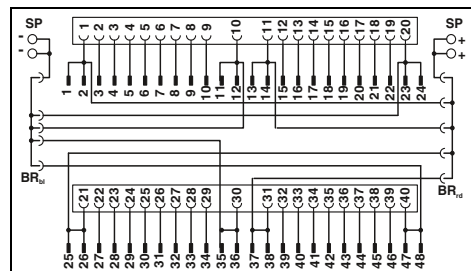 SP SP
- +
- +
1 2 3 4 5 6 7 8 9 10 11 12 13 14 15 16 17 18 19 20
1 2 3 4 5 6 7 8 9 10 11 12 13 14 15 16 17 18 19 20 21 22 23 24
BRbl BRrd
21 22 23 24 25 26 27 28 29 30 31 32 33 34 35 36 37 38 39 40
25 26 27 28 29 30 31 32 33 34 35 36 37 38 39 40 41 42 43 44 45 46 47 48